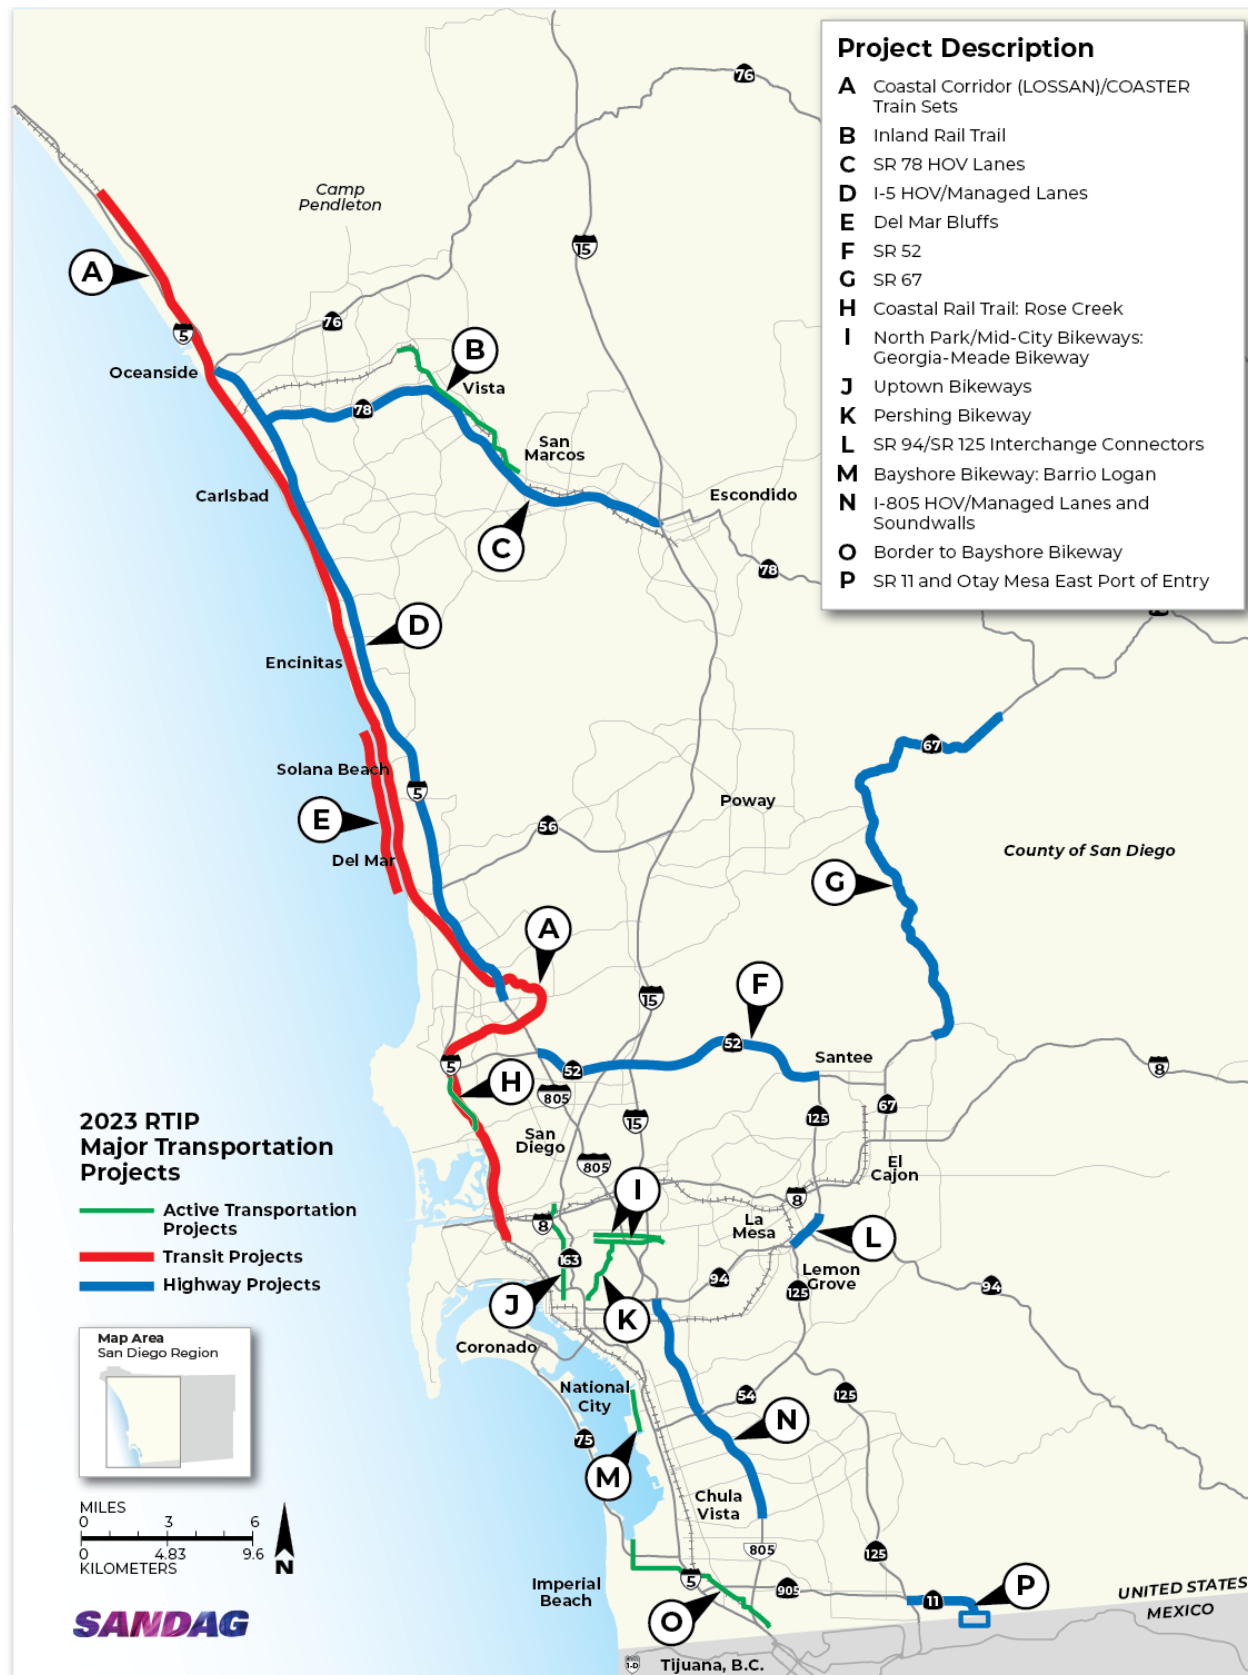 Project Description
A Coastal Corridor (LOSSAN)/COASTER
Train Sets
B Inland Rail Trail
C SR 78 HOV Lanes
D I-5 HOV/Managed Lanes
E Del Mar Bluffs
F SR 52
G SR 67
H Coastal Rail Trail: Rose Creek
I North Park/Mid-City Bikeways:
Georgia-Meade Bikeway
J Uptown Bikeways
K Pershing Bikeway
L SR 94/SR 125 Interchange Connectors
M Bayshore Bikeway: Barrio Logan
N I-805 HOV/Managed Lanes and
Soundwalls
O Border to Bayshore Bikeway
P SR 11 and Otay Mesa East Port of Entry
76
Camp
Pendleton
15
A
76
5
B
Oceanside
Vista
78
San
Marcos
Carlsbad
Escondido
C
78
D
Encinitas
67
Solana Beach
5
Poway
E
56
Del Mar
County of San Diego
G
A
F
15
52
Santee
5
52
8
H
805
67
125
15
San
Diego
805
El
Cajon
I
8
8
La
Mesa
L
163
Lemon
Grove
94
94
125
J
K
Coronado
National
City
54
125
N
75
M
Chula
Vista
805
125
5
905
Imperial
Beach
11
P
O
UNITED STATES
MEXICO
1-D
Tijuana, B.C.
2023 RTIP
Major Transportation
Projects
Active Transportation
Projects
Transit Projects
Highway Projects
Map Area
San Diego Region
MILES
0 3 6
0 4.83 9.6
KILOMETERS
N
SANDAG